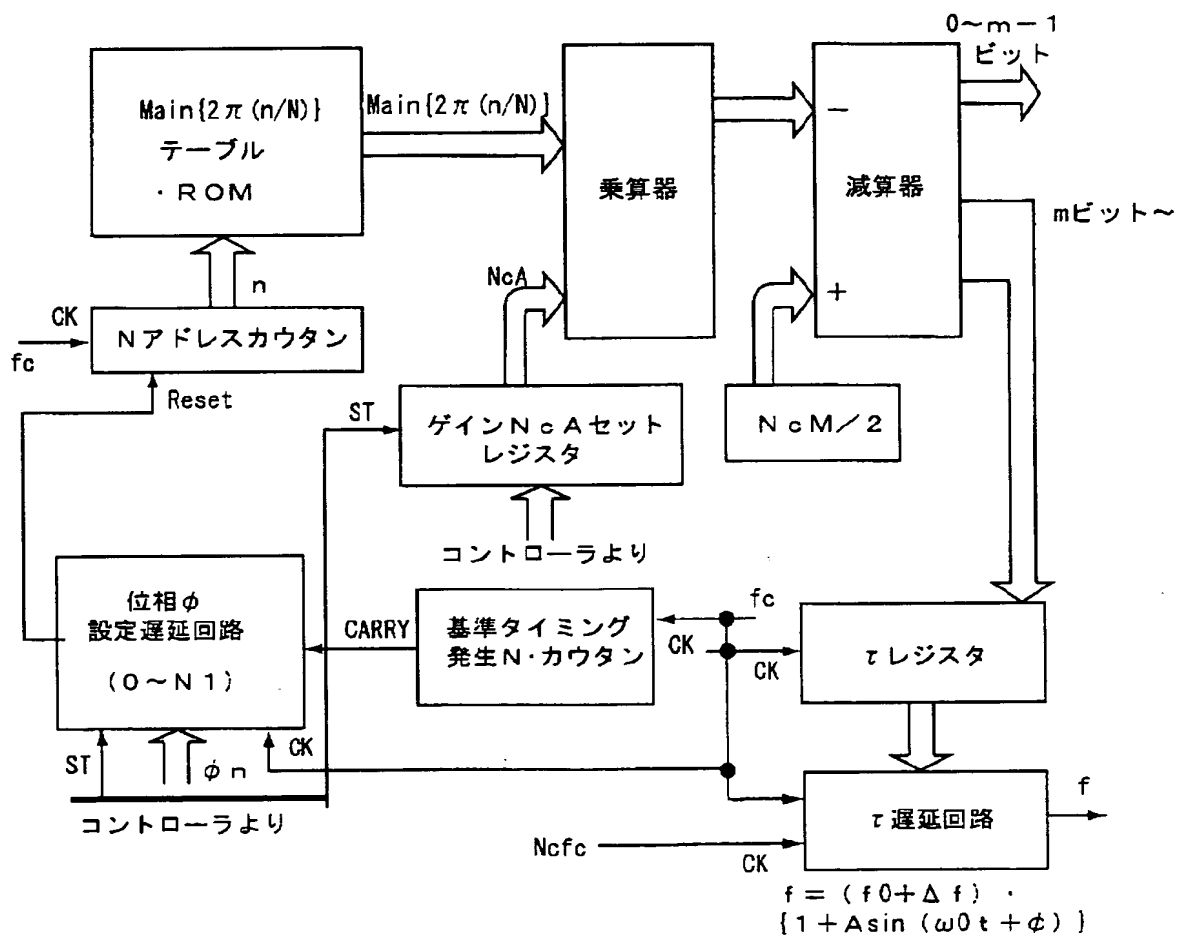 0~m-1
ビット
Main{2π(n/N)}
テーブル
・ROM
Main{2π(n/N)}
乗算器
-
減算器
mビット~
NcA
+
n
CK
fc
Nアドレスカウタン
Reset
ST
ゲインNcAセット
レジスタ
NcM/2
コントローラより
位相φ
設定遅延回路
(0~N1)
CARRY
基準タイミング
発生N・カウタン
fc
CK
CK
τレジスタ
ST
φn
CK
コントローラより
Ncfc
CK
τ遅延回路
f
f=(f0+Δf)・
{1+Asin(ω0t+φ)}